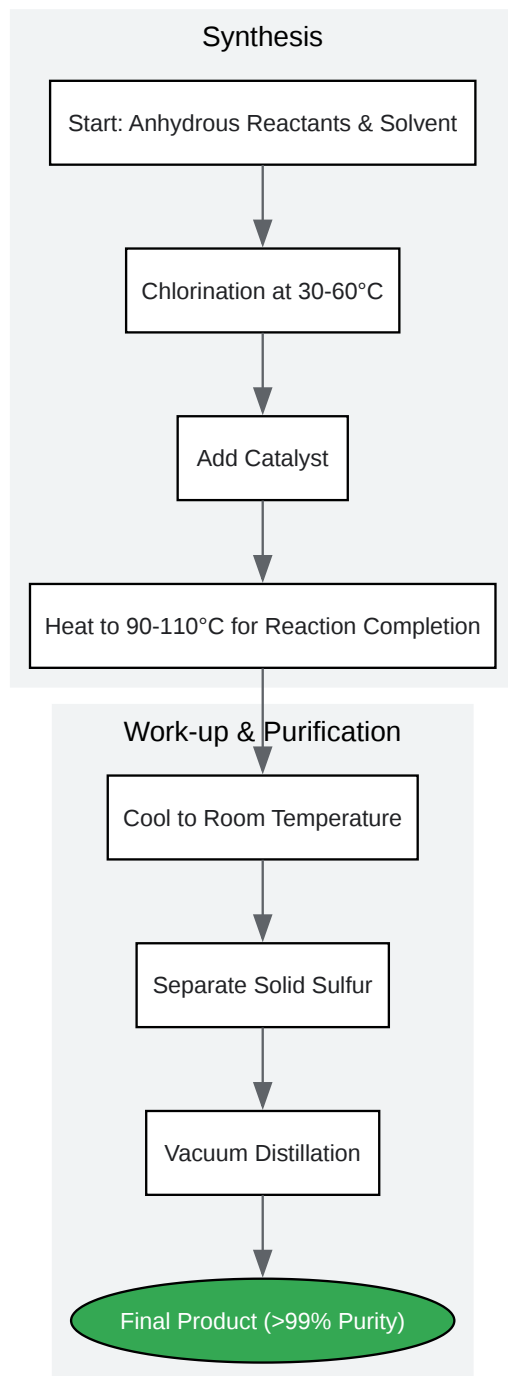 Synthesis
Start: Anhydrous Reactants & Solvent
Chlorination at 30-60°C
Add Catalyst
Heat to 90-110°C for Reaction Completion
Work-up & Purification
Cool to Room Temperature
Separate Solid Sulfur
Vacuum Distillation
Final Product (>99% Purity)